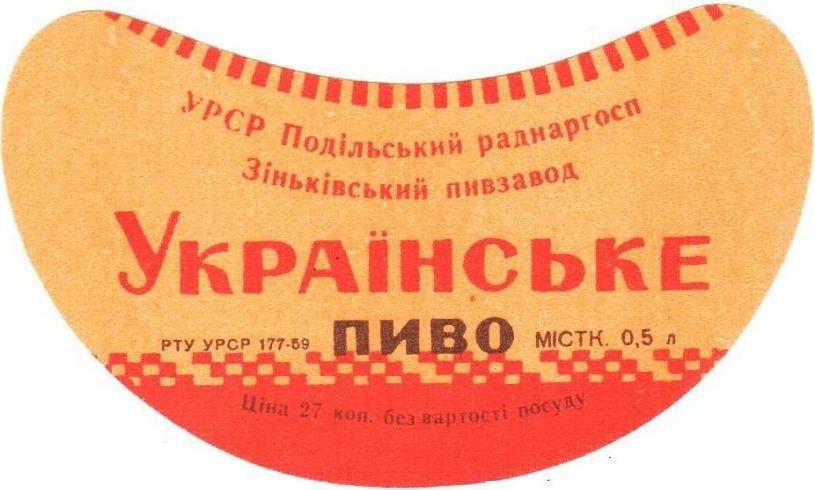 УРСР Подільський раднаргосп
Зіньківський пивзавод
Українське
пиво
РТУ УРСР 177-59 МІСТК. 0,5 л
Ціна 27 коп. без вартості посуду